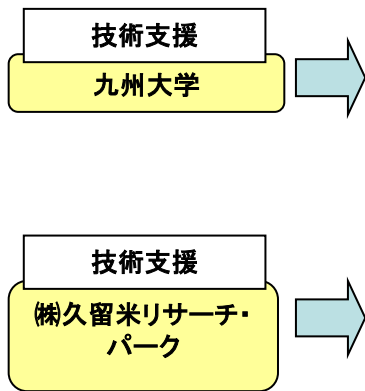 技術支援
九州大学
技術支援
㈱久留米リサーチ・
パーク